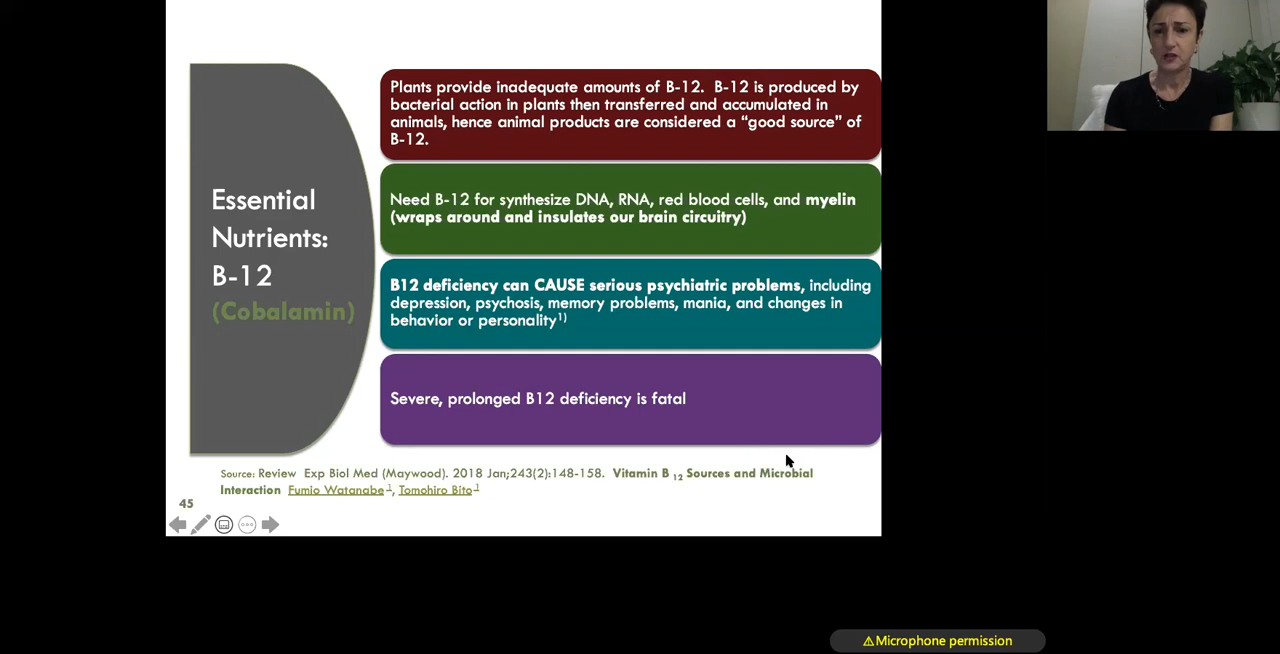 Essential
Nutrients:
B-12
(Cobalamin)
Plants provide inadequate amounts of B-12.  B-12 is produced by
bacterial action in plants then transferred and accumulated in
animals, hence animal products are considered a “good source” of
B-12.
Need B-12 for synthesize DNA, RNA, red blood cells, and myelin
(wraps around and insulates our brain circuitry)
B12 deficiency can CAUSE serious psychiatric problems, including
depression, psychosis, memory problems, mania, and changes in
behavior or personality1)
Severe, prolonged B12 deficiency is fatal
Source: Review  Exp Biol Med (Maywood). 2018 Jan;243(2):148-158.  Vitamin B 12 Sources and Microbial
Interaction  Fumio Watanabe 1, Tomohiro Bito 1
45
⚠Microphone permission